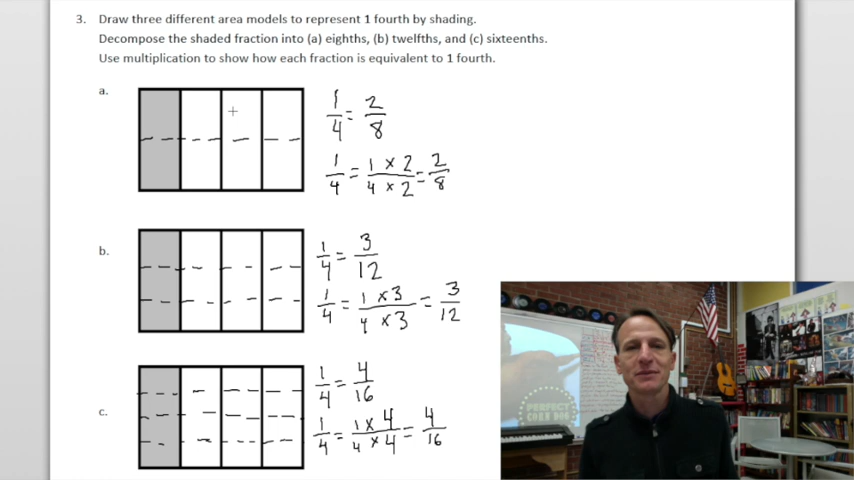 3. Draw three different area models to represent 1 fourth by shading.
Decompose the shaded fraction into (a) eighths, (b) twelfths, and (c) sixteenths.
Use multiplication to show how each fraction is equivalent to 1 fourth.
a.
1/4 = 2/8
1/4 = 1 x 2 / 4 x 2 = 2/8
b.
1/4 = 3/12
1/4 = 1 x 3 / 4 x 3 = 3/12
c.
1/4 = 4/16
1/4 = 1 x 4 / 4 x 4 = 4/16
PERFECT
CORN DOG